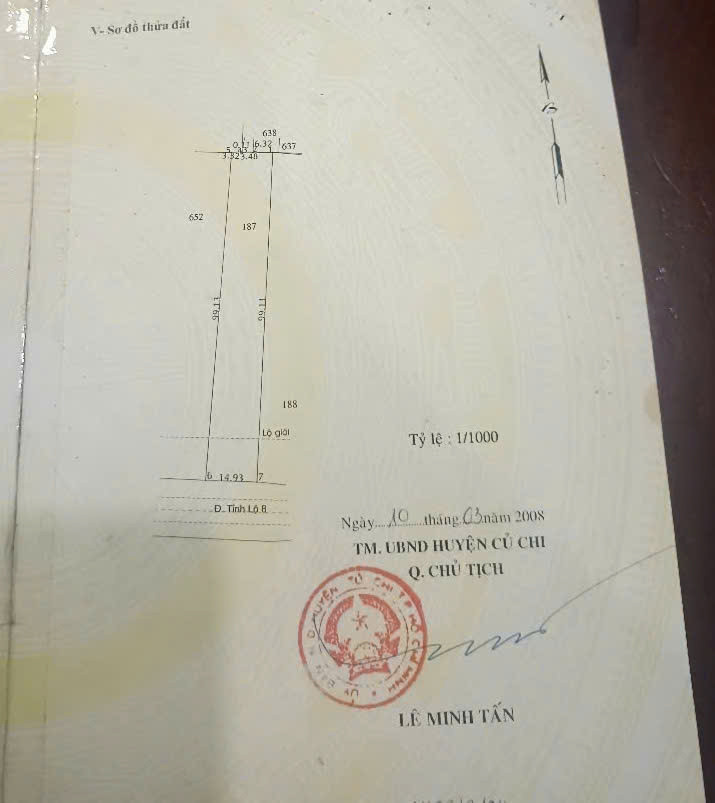 V- Sơ đồ thửa đất
638
6.32
637
3.32
3.48
652
187
99.13
99.11
188
Lộ giới
Tỷ lệ : 1/1000
6
14.93
7
Đ. Tỉnh Lộ 8
Ngày....10......tháng.03.năm 2008
TM. UBND HUYỆN CỦ CHI
Q. CHỦ TỊCH
LÊ MINH TẤN